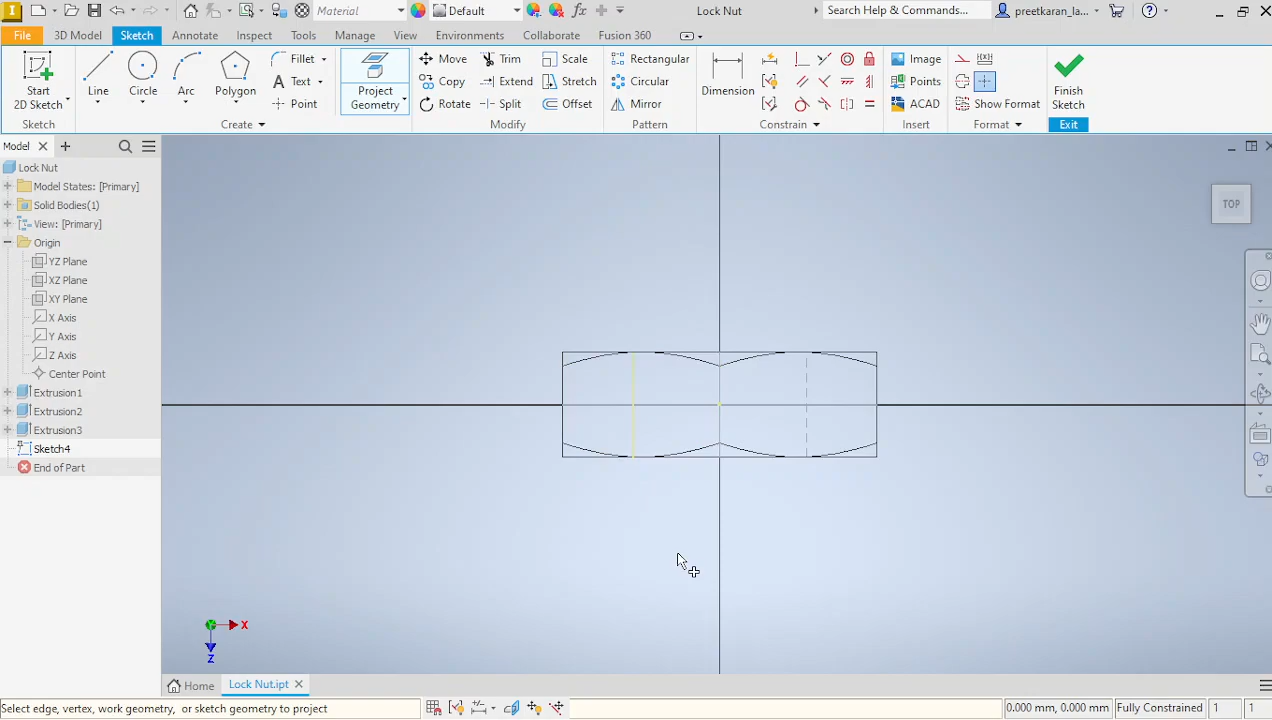 Material Default Lock Nut Search Help & Commands... preetkaran_la...
File 3D Model Sketch Annotate Inspect Tools Manage View Environments Collaborate Fusion 360
Start
2D Sketch
Line
Circle
Arc
Polygon
Fillet
Text
Point
Project
Geometry
Move
Copy
Rotate
Trim
Extend
Split
Scale
Stretch
Offset
Rectangular
Circular
Mirror
Dimension
Image
Points
ACAD
Show Format
Finish
Sketch
Sketch Create Modify Pattern Constrain Insert Format Exit
Model
Lock Nut
Model States: [Primary]
Solid Bodies(1)
View: [Primary]
Origin
YZ Plane
XZ Plane
XY Plane
X Axis
Y Axis
Z Axis
Center Point
Extrusion1
Extrusion2
Extrusion3
Sketch4
End of Part
TOP
X
Z
Home Lock Nut.ipt
Select edge, vertex, work geometry, or sketch geometry to project 0.000 mm, 0.000 mm Fully Constrained 1 1